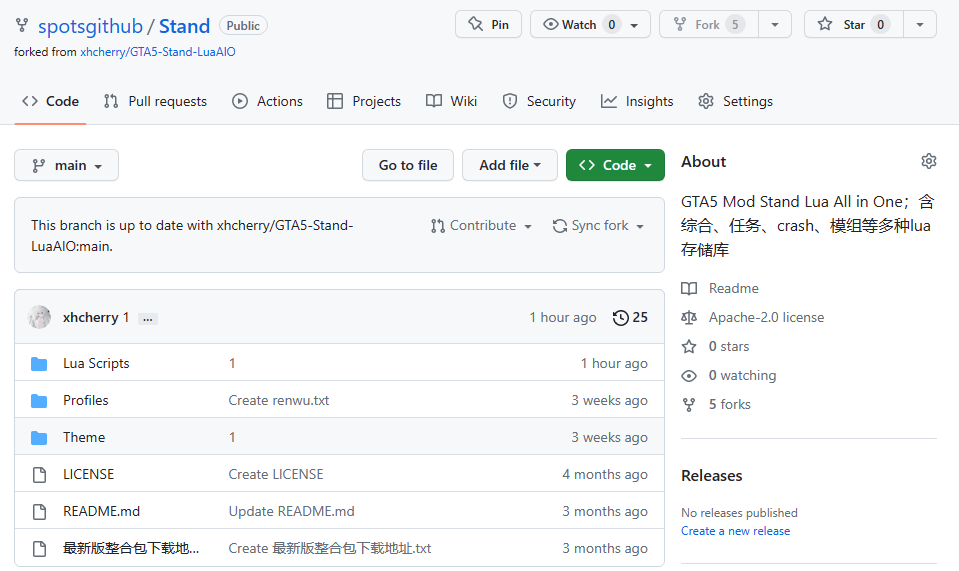 spotsgithub / Stand Public
Pin Watch 0 Fork 5 Star 0
forked from xhcherry/GTA5-Stand-LuaAIO
Code Pull requests Actions Projects Wiki Security Insights Settings
main Go to file Add file Code
This branch is up to date with xhcherry/GTA5-Stand-
LuaAIO:main.
Contribute Sync fork
xhcherry 1 ... 1 hour ago 25
Lua Scripts 1 1 hour ago
Profiles Create renwu.txt 3 weeks ago
Theme 1 3 weeks ago
LICENSE Create LICENSE 4 months ago
README.md Update README.md 3 months ago
最新版整合包下载地... Create 最新版整合包下载地址.txt 3 months ago
About
GTA5 Mod Stand Lua All in One；含
综合、任务、crash、模组等多种lua
存储库
Readme
Apache-2.0 license
0 stars
0 watching
5 forks
Releases
No releases published
Create a new release